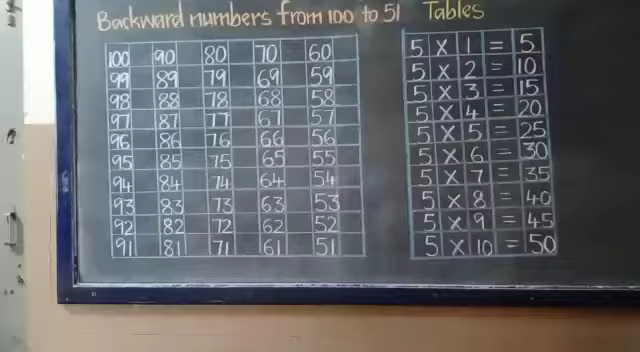 Backward numbers from 100 to 51
100 90 80 70 60
99 89 79 69 59
98 88 78 68 58
97 87 77 67 57
96 86 76 66 56
95 85 75 65 55
94 84 74 64 54
93 83 73 63 53
92 82 72 62 52
91 81 71 61 51
Tables
5 X 1 = 5
5 X 2 = 10
5 X 3 = 15
5 X 4 = 20
5 X 5 = 25
5 X 6 = 30
5 X 7 = 35
5 X 8 = 40
5 X 9 = 45
5 X 10 = 50